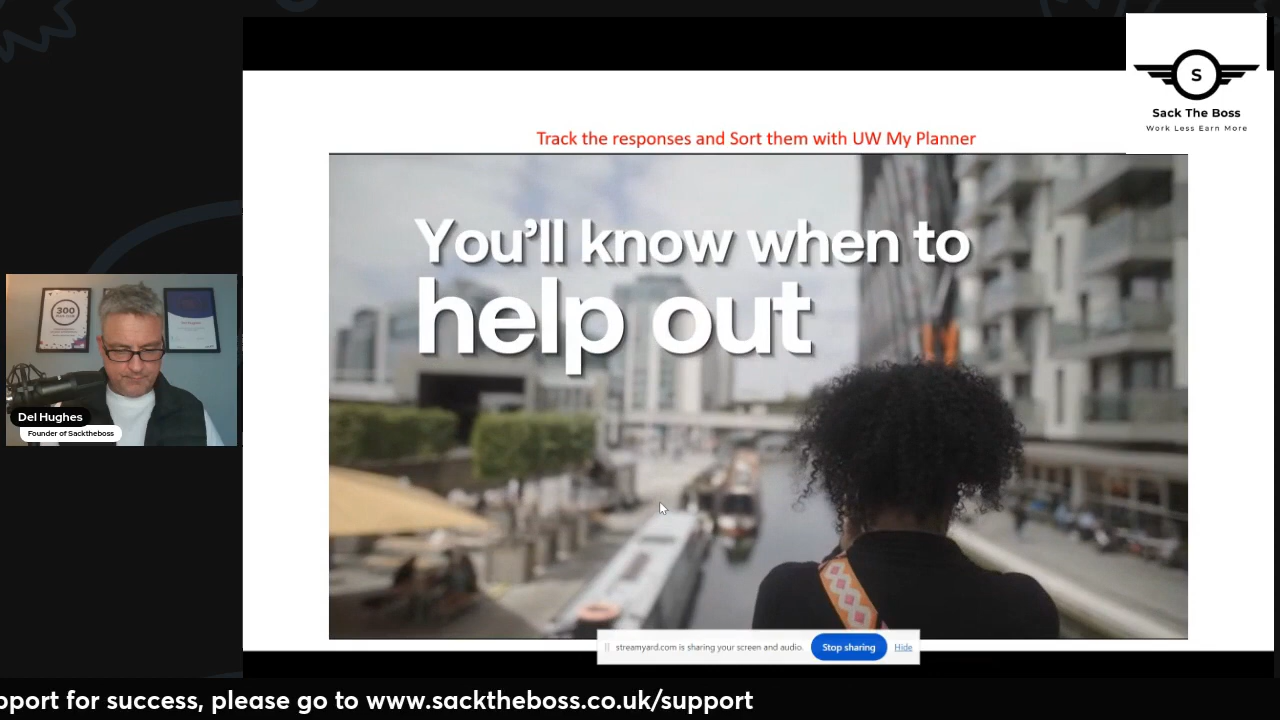 S
Sack The Boss
Work Less Earn More
Track the responses and Sort them with UW My Planner
You'll know when to
help out
300
Del Hughes
Founder of Sacktheboss
streamyard.com is sharing your screen and audio.
Stop sharing
Hide
pport for success, please go to www.sacktheboss.co.uk/support